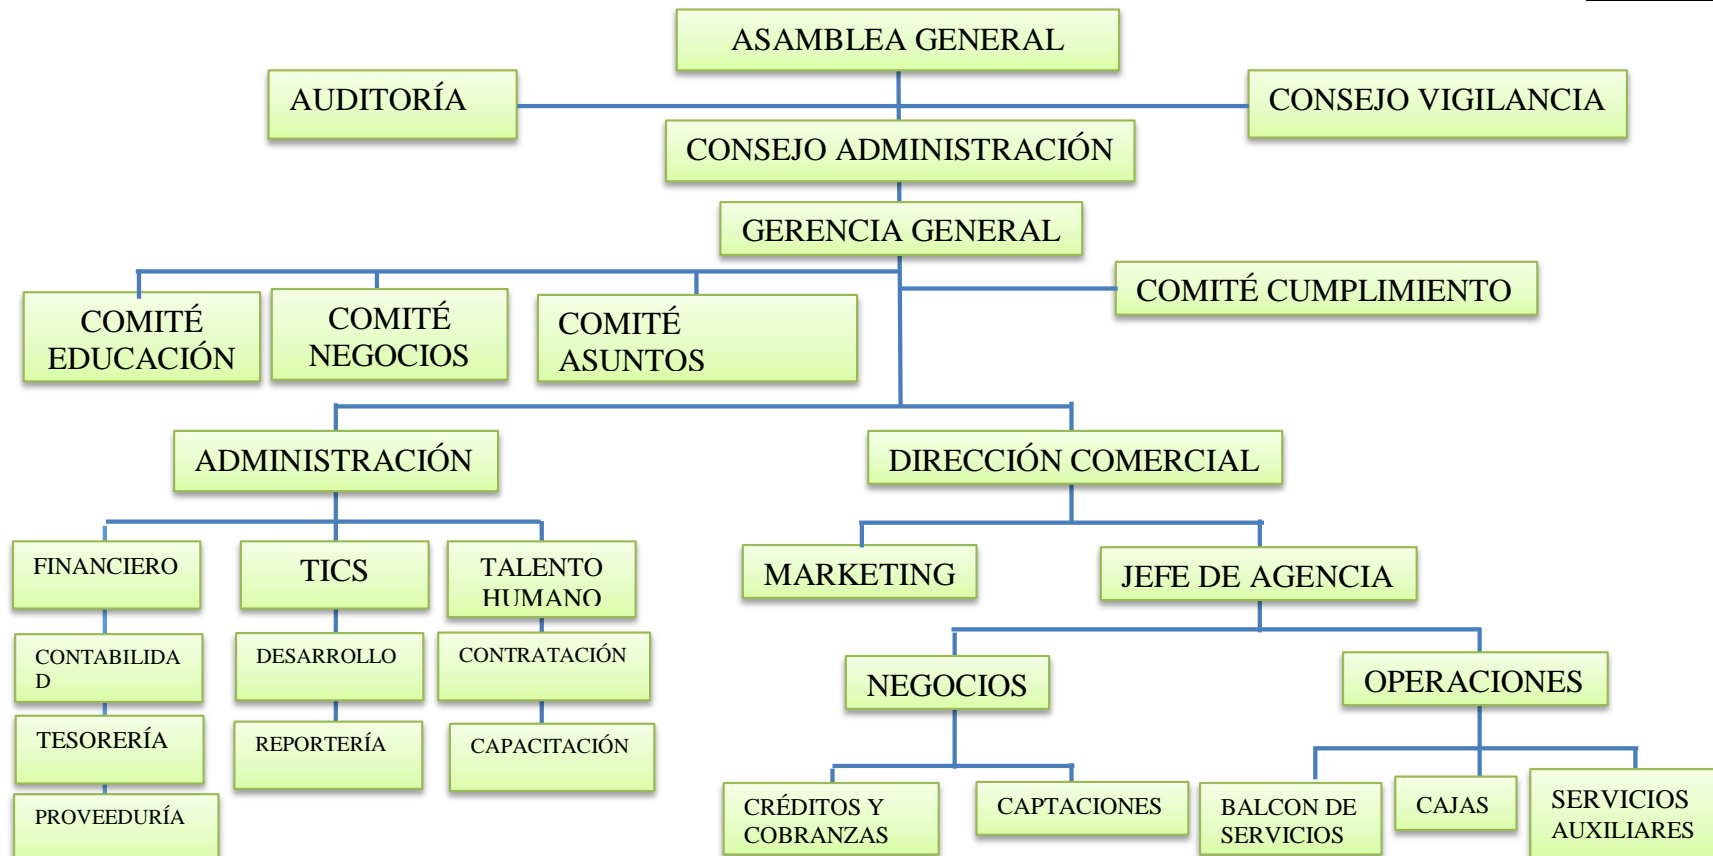 ASAMBLEA GENERAL
AUDITORÍA
CONSEJO VIGILANCIA
CONSEJO ADMINISTRACIÓN
GERENCIA GENERAL
COMITÉ CUMPLIMIENTO
COMITÉ
EDUCACIÓN
COMITÉ
NEGOCIOS
COMITÉ
ASUNTOS
ADMINISTRACIÓN
DIRECCIÓN COMERCIAL
FINANCIERO
TICS
TALENTO
HUMANO
MARKETING
JEFE DE AGENCIA
CONTABILIDA
D
DESARROLLO
CONTRATACIÓN
NEGOCIOS
OPERACIONES
TESORERÍA
REPORTERÍA
CAPACITACIÓN
PROVEEDURÍA
CRÉDITOS Y
COBRANZAS
CAPTACIONES
BALCON DE
SERVICIOS
CAJAS
SERVICIOS
AUXILIARES